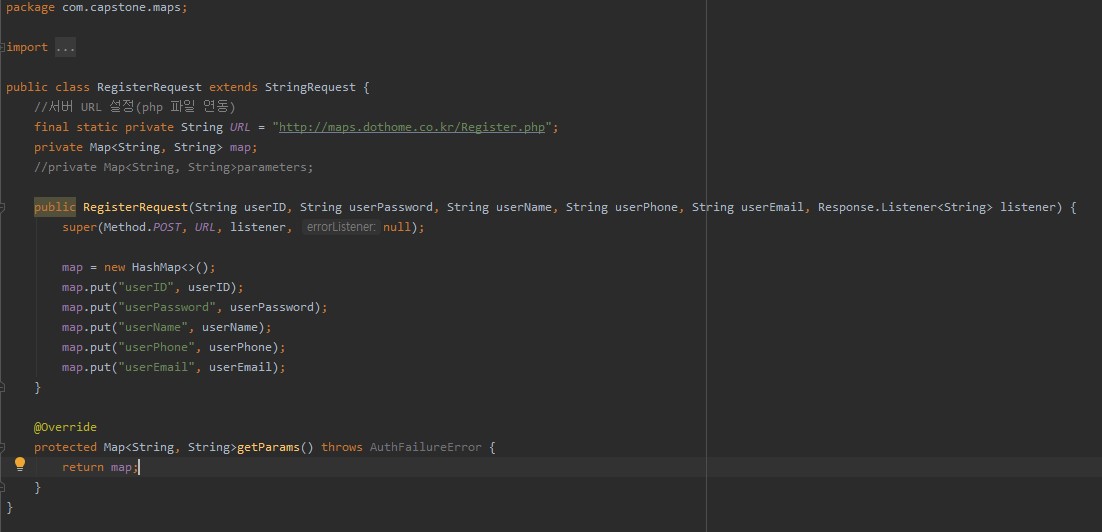 package com.capstone.maps;
import ...
public class RegisterRequest extends StringRequest {
//서버 URL 설정(php 파일 연동)
final static private String URL = "http://maps.dothome.co.kr/Register.php";
private Map<String, String> map;
//private Map<String, String>parameters;
public RegisterRequest(String userID, String userPassword, String userName, String userPhone, String userEmail, Response.Listener<String> listener) {
super(Method.POST, URL, listener, errorListener: null);
map = new HashMap<>();
map.put("userID", userID);
map.put("userPassword", userPassword);
map.put("userName", userName);
map.put("userPhone", userPhone);
map.put("userEmail", userEmail);
}
@Override
protected Map<String, String>getParams() throws AuthFailureError {
return map;
}
}